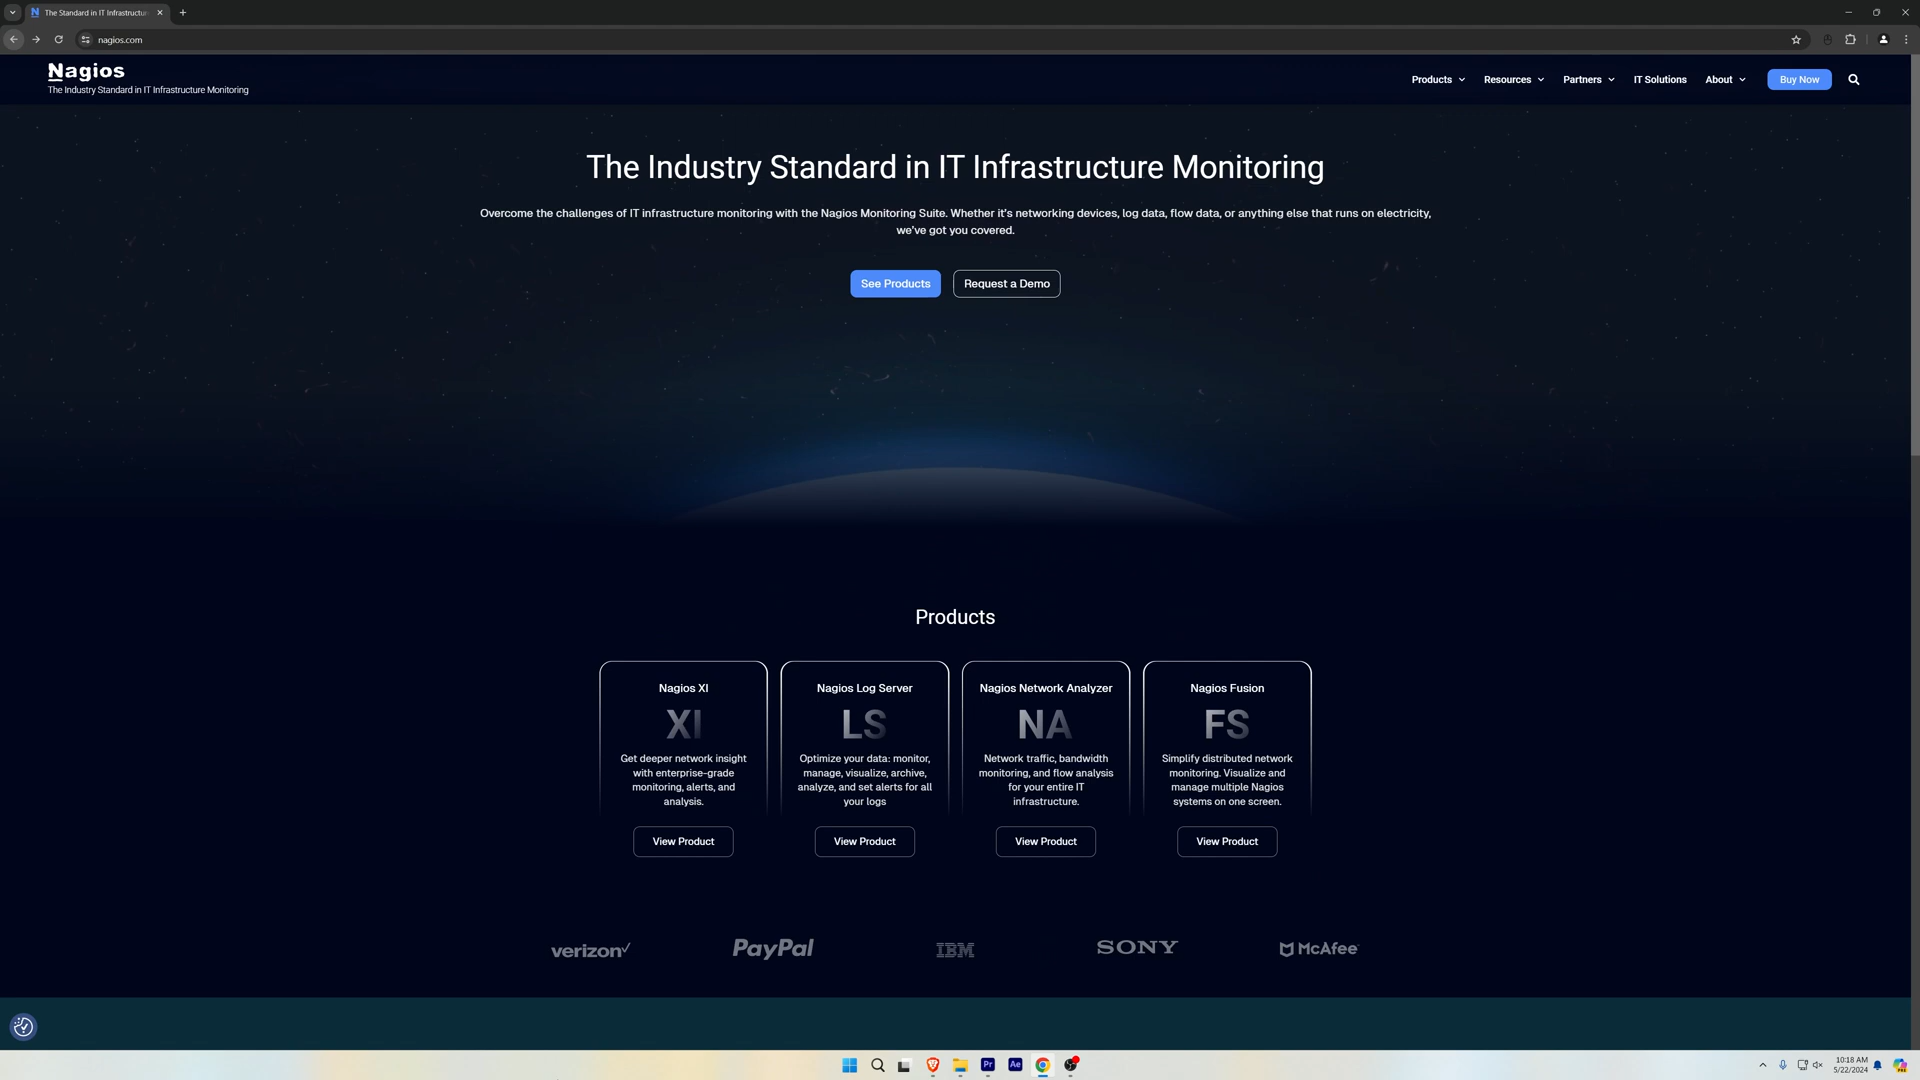 The Standard in IT Infrastructur
nagios.com
Nagios
The Industry Standard in IT Infrastructure Monitoring
Products
Resources
Partners
IT Solutions
About
Buy Now
The Industry Standard in IT Infrastructure Monitoring
Overcome the challenges of IT infrastructure monitoring with the Nagios Monitoring Suite. Whether it's networking devices, log data, flow data, or anything else that runs on electricity,
we've got you covered.
See Products
Request a Demo
Products
Nagios XI
XI
Get deeper network insight
with enterprise-grade
monitoring, alerts, and
analysis.
View Product
Nagios Log Server
LS
Optimize your data: monitor,
manage, visualize, archive,
analyze, and set alerts for all
your logs
View Product
Nagios Network Analyzer
NA
Network traffic, bandwidth
monitoring, and flow analysis
for your entire IT
infrastructure.
View Product
Nagios Fusion
FS
Simplify distributed network
monitoring. Visualize and
manage multiple Nagios
systems on one screen.
View Product
verizon
PayPal
IBM
SONY
McAfee
Pr
Ae
10:18 AM
5/22/2024